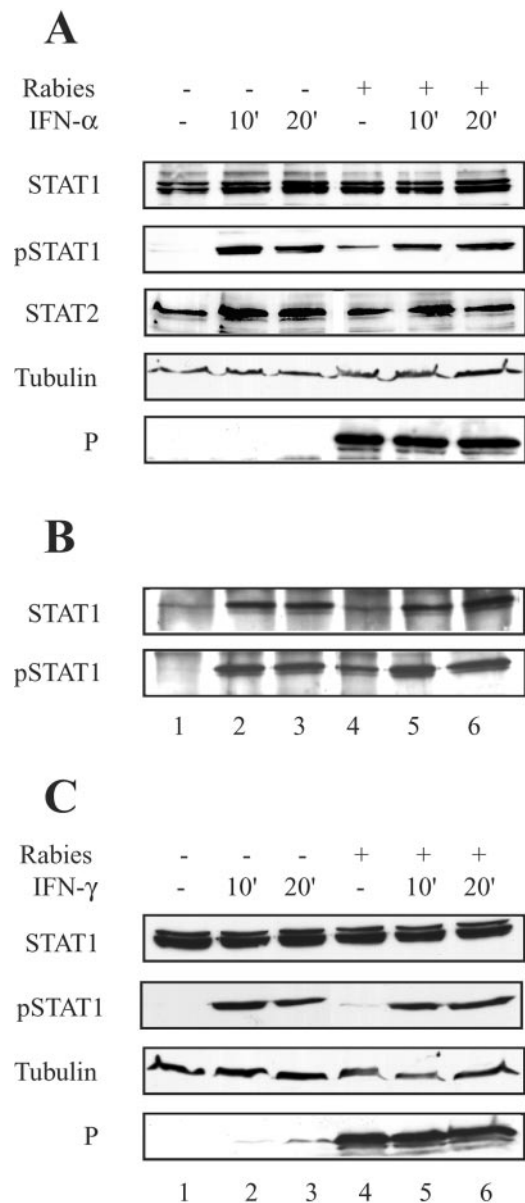 A
Rabies - - - + + +
IFN-α - 10' 20' - 10' 20'
STAT1
pSTAT1
STAT2
Tubulin
P
B
STAT1
pSTAT1
1 2 3 4 5 6
C
Rabies - - - + + +
IFN-γ - 10' 20' - 10' 20'
STAT1
pSTAT1
Tubulin
P
1 2 3 4 5 6